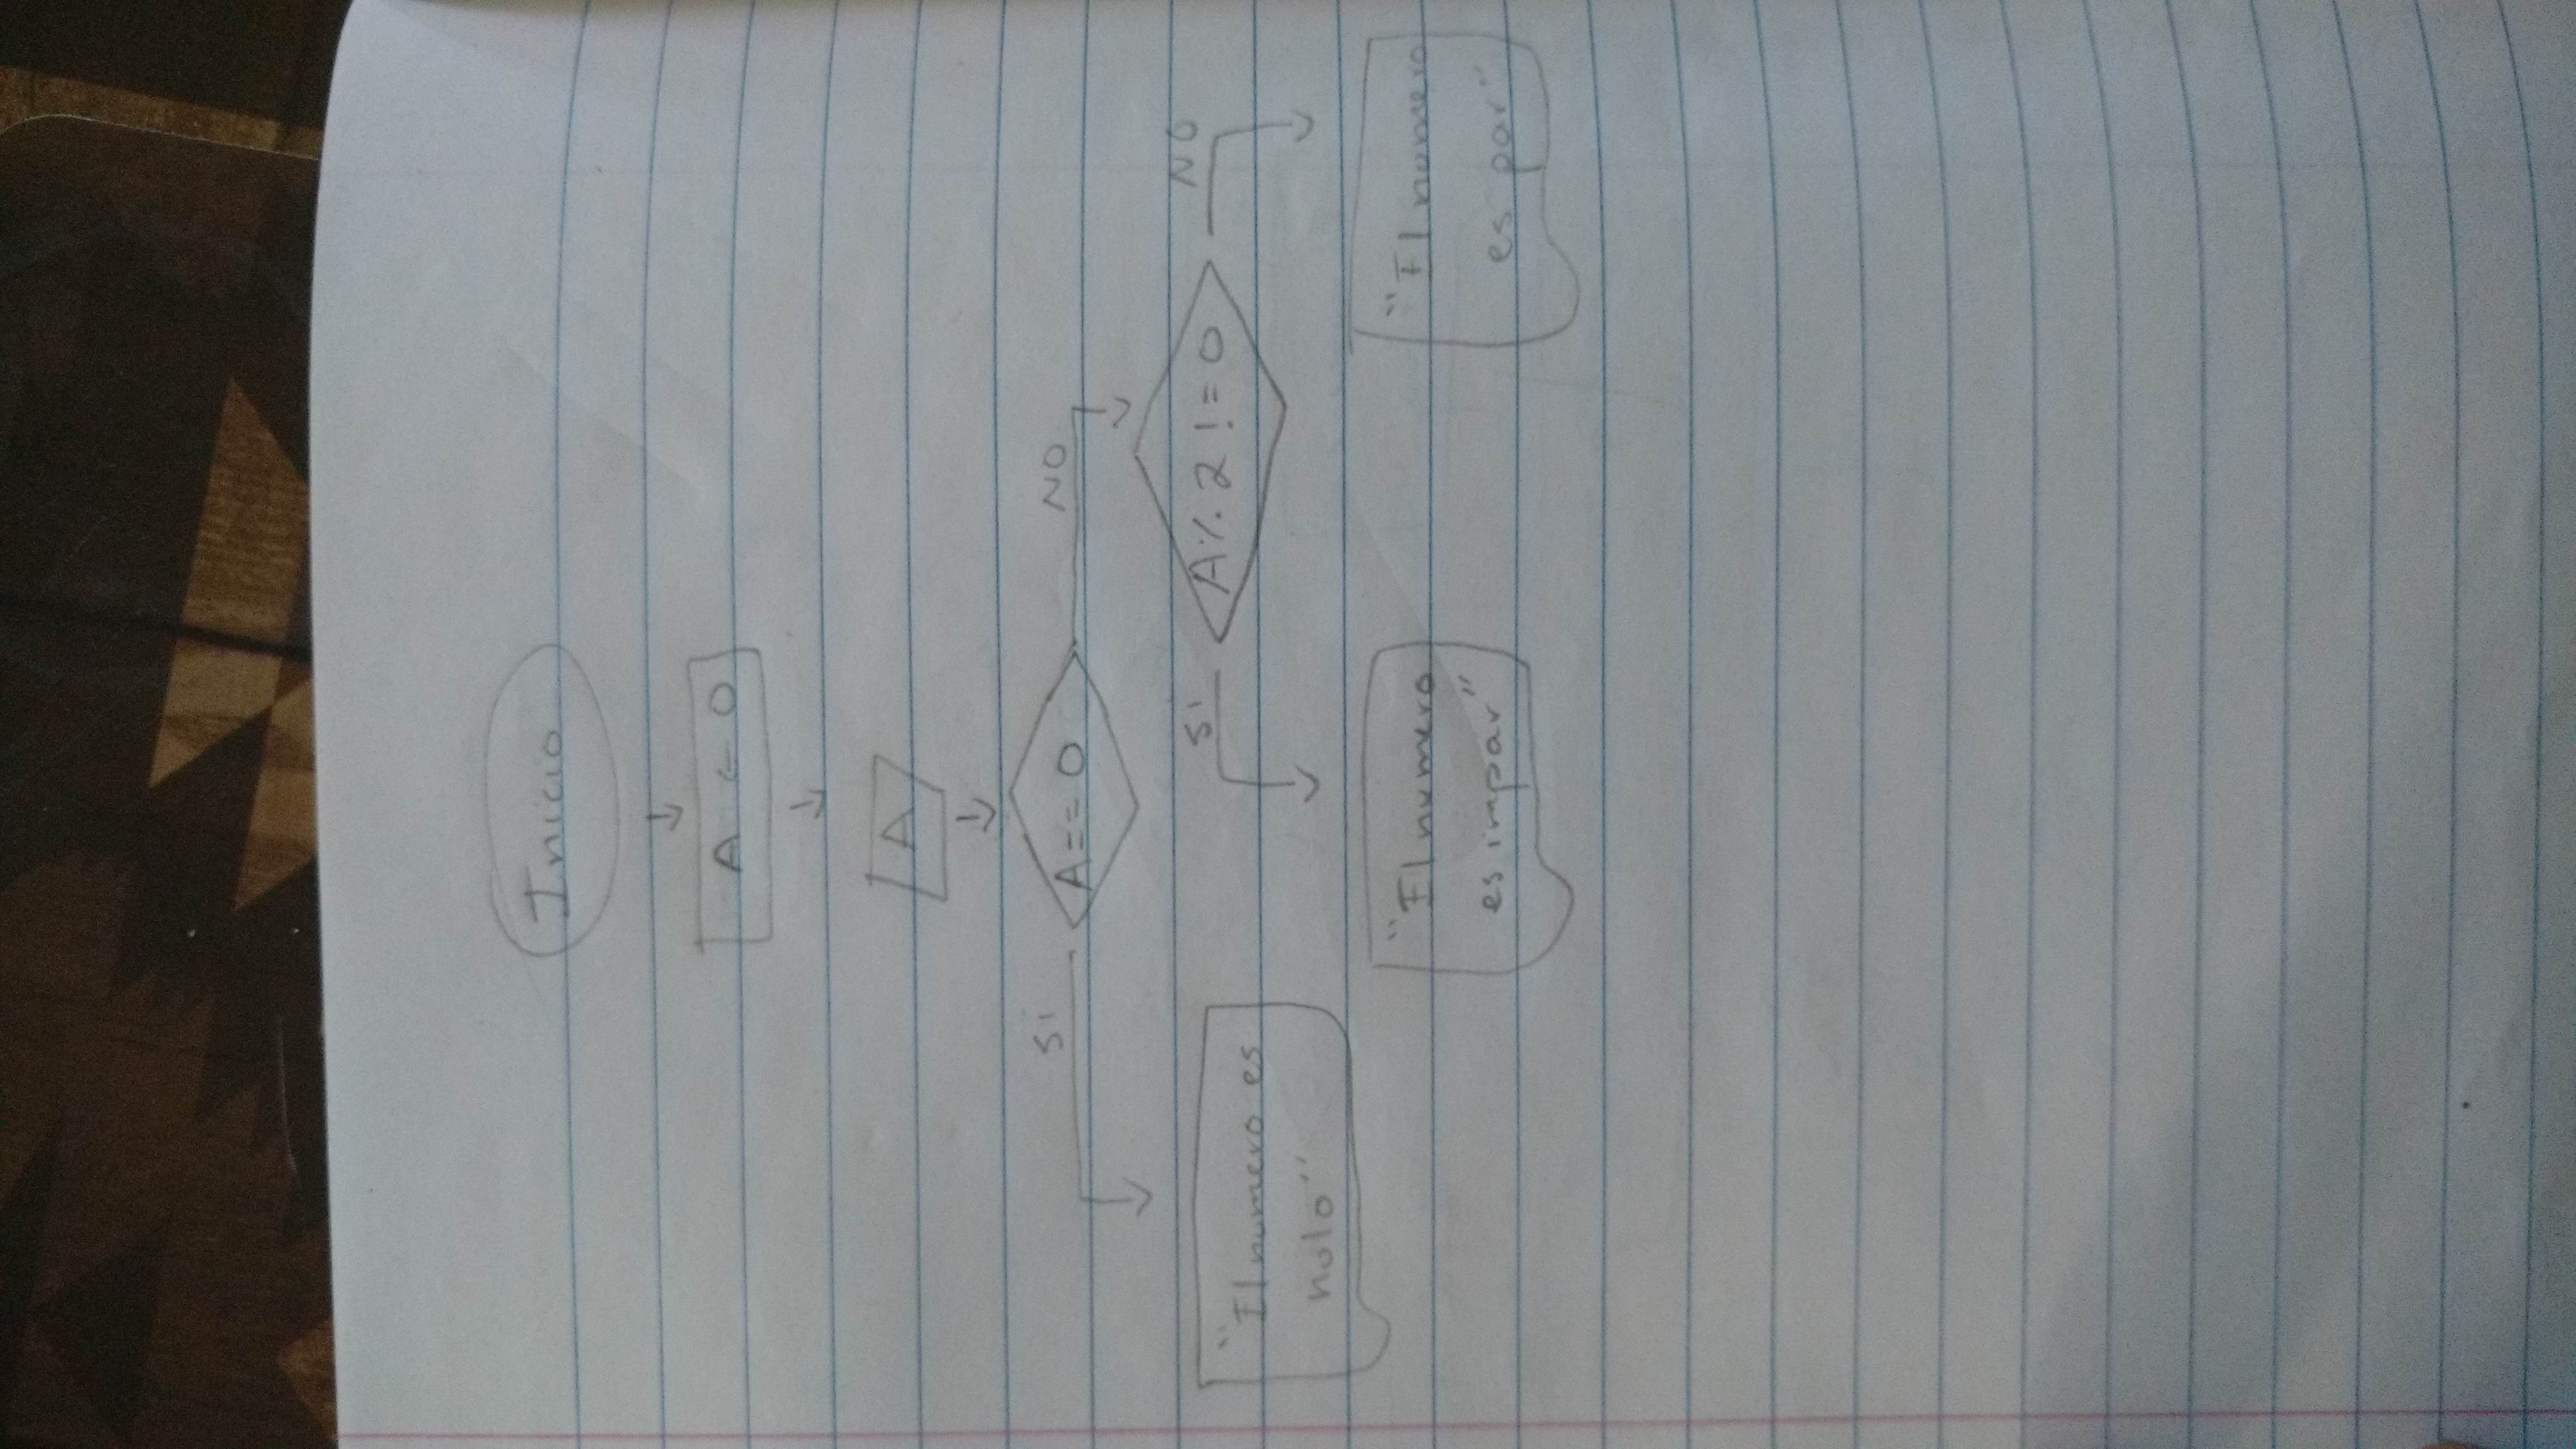 Inicio
A <- 0
A
A == 0
Si
NO
A % 2 != 0
Si
NO
"El numero es
nulo"
"El numero
es impar"
"El numero
es par"